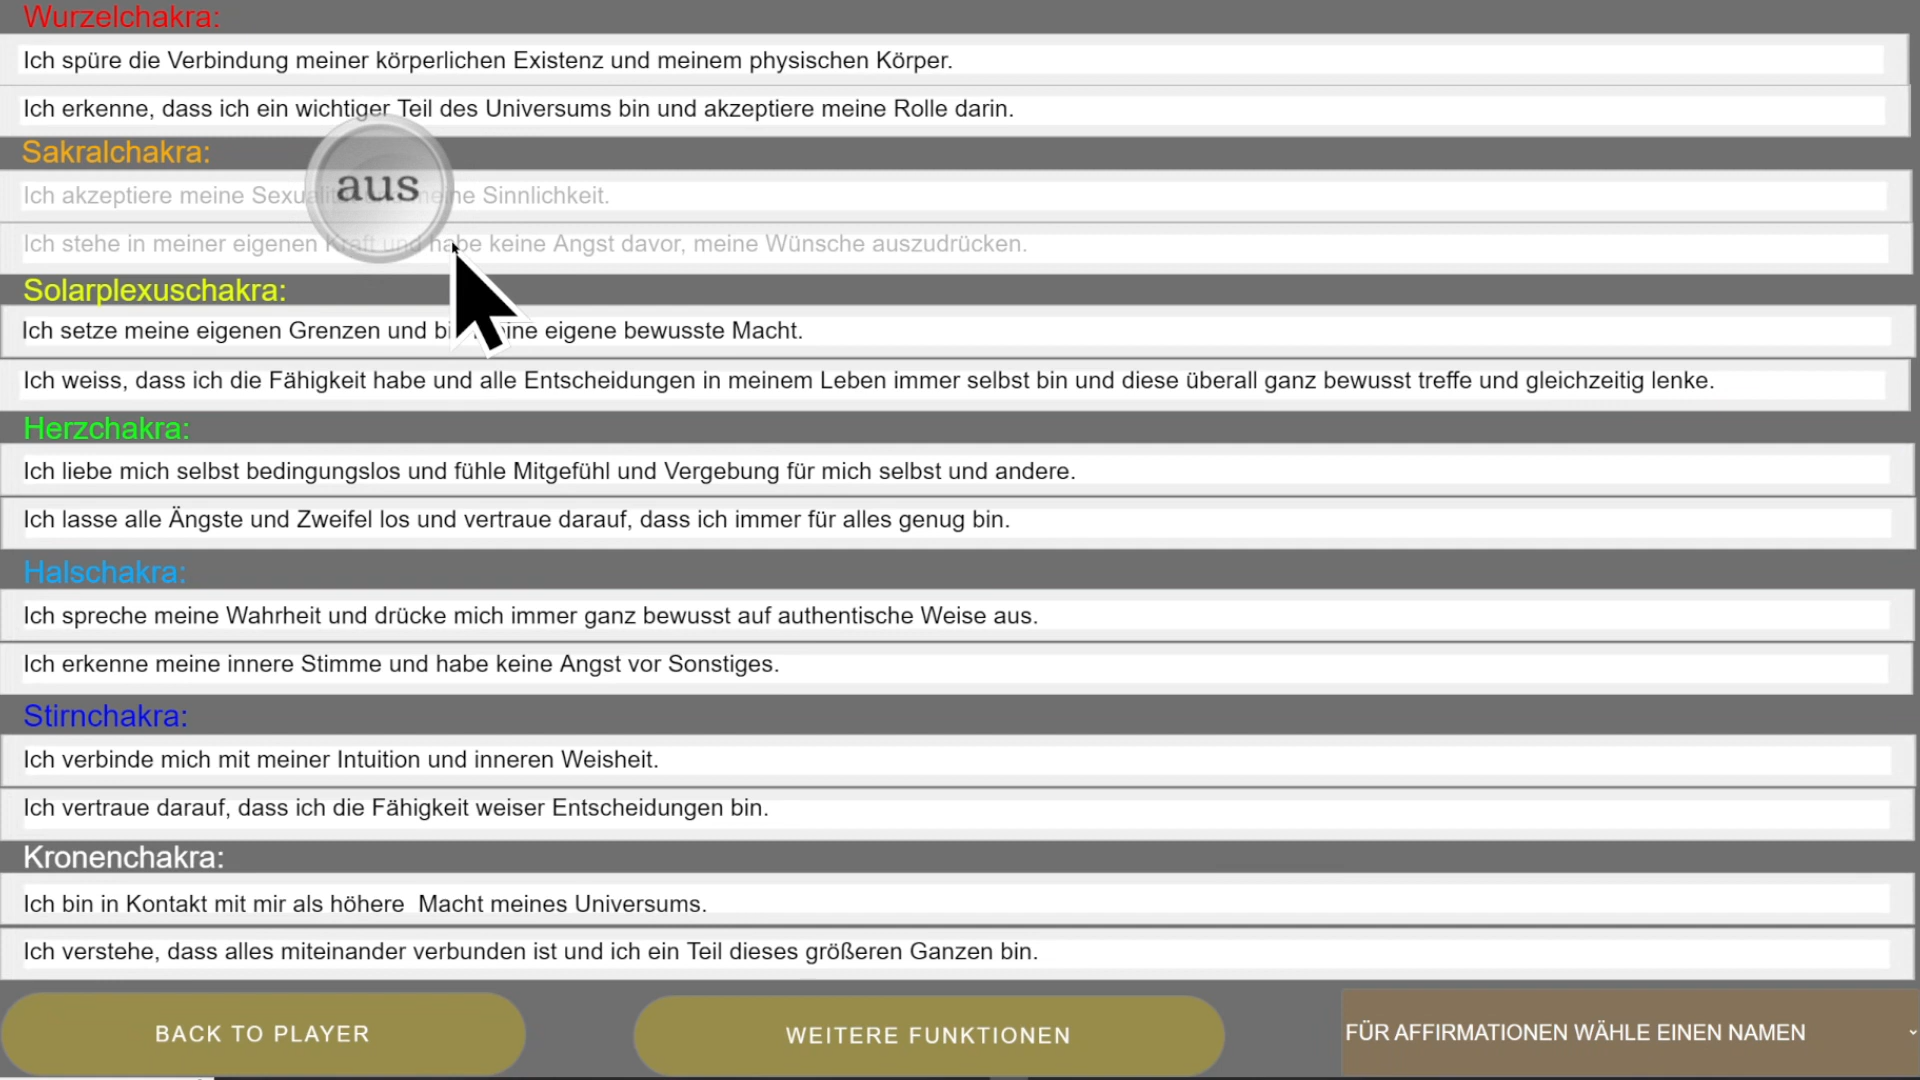 Wurzelchakra:
Ich spüre die Verbindung meiner körperlichen Existenz und meinem physischen Körper.
Ich erkenne, dass ich ein wichtiger Teil des Universums bin und akzeptiere meine Rolle darin.
Sakralchakra:
Ich akzeptiere meine Sexualität und meine Sinnlichkeit.
aus
Ich stehe in meiner eigenen Kraft und habe keine Angst davor, meine Wünsche auszudrücken.
Solarplexuschakra:
Ich setze meine eigenen Grenzen und bin meine eigene bewusste Macht.
Ich weiss, dass ich die Fähigkeit habe und alle Entscheidungen in meinem Leben immer selbst bin und diese überall ganz bewusst treffe und gleichzeitig lenke.
Herzchakra:
Ich liebe mich selbst bedingungslos und fühle Mitgefühl und Vergebung für mich selbst und andere.
Ich lasse alle Ängste und Zweifel los und vertraue darauf, dass ich immer für alles genug bin.
Halschakra:
Ich spreche meine Wahrheit und drücke mich immer ganz bewusst auf authentische Weise aus.
Ich erkenne meine innere Stimme und habe keine Angst vor Sonstiges.
Stirnchakra:
Ich verbinde mich mit meiner Intuition und inneren Weisheit.
Ich vertraue darauf, dass ich die Fähigkeit weiser Entscheidungen bin.
Kronenchakra:
Ich bin in Kontakt mit mir als höhere  Macht meines Universums.
Ich verstehe, dass alles miteinander verbunden ist und ich ein Teil dieses größeren Ganzen bin.
BACK TO PLAYER
WEITERE FUNKTIONEN
FÜR AFFIRMATIONEN WÄHLE EINEN NAMEN